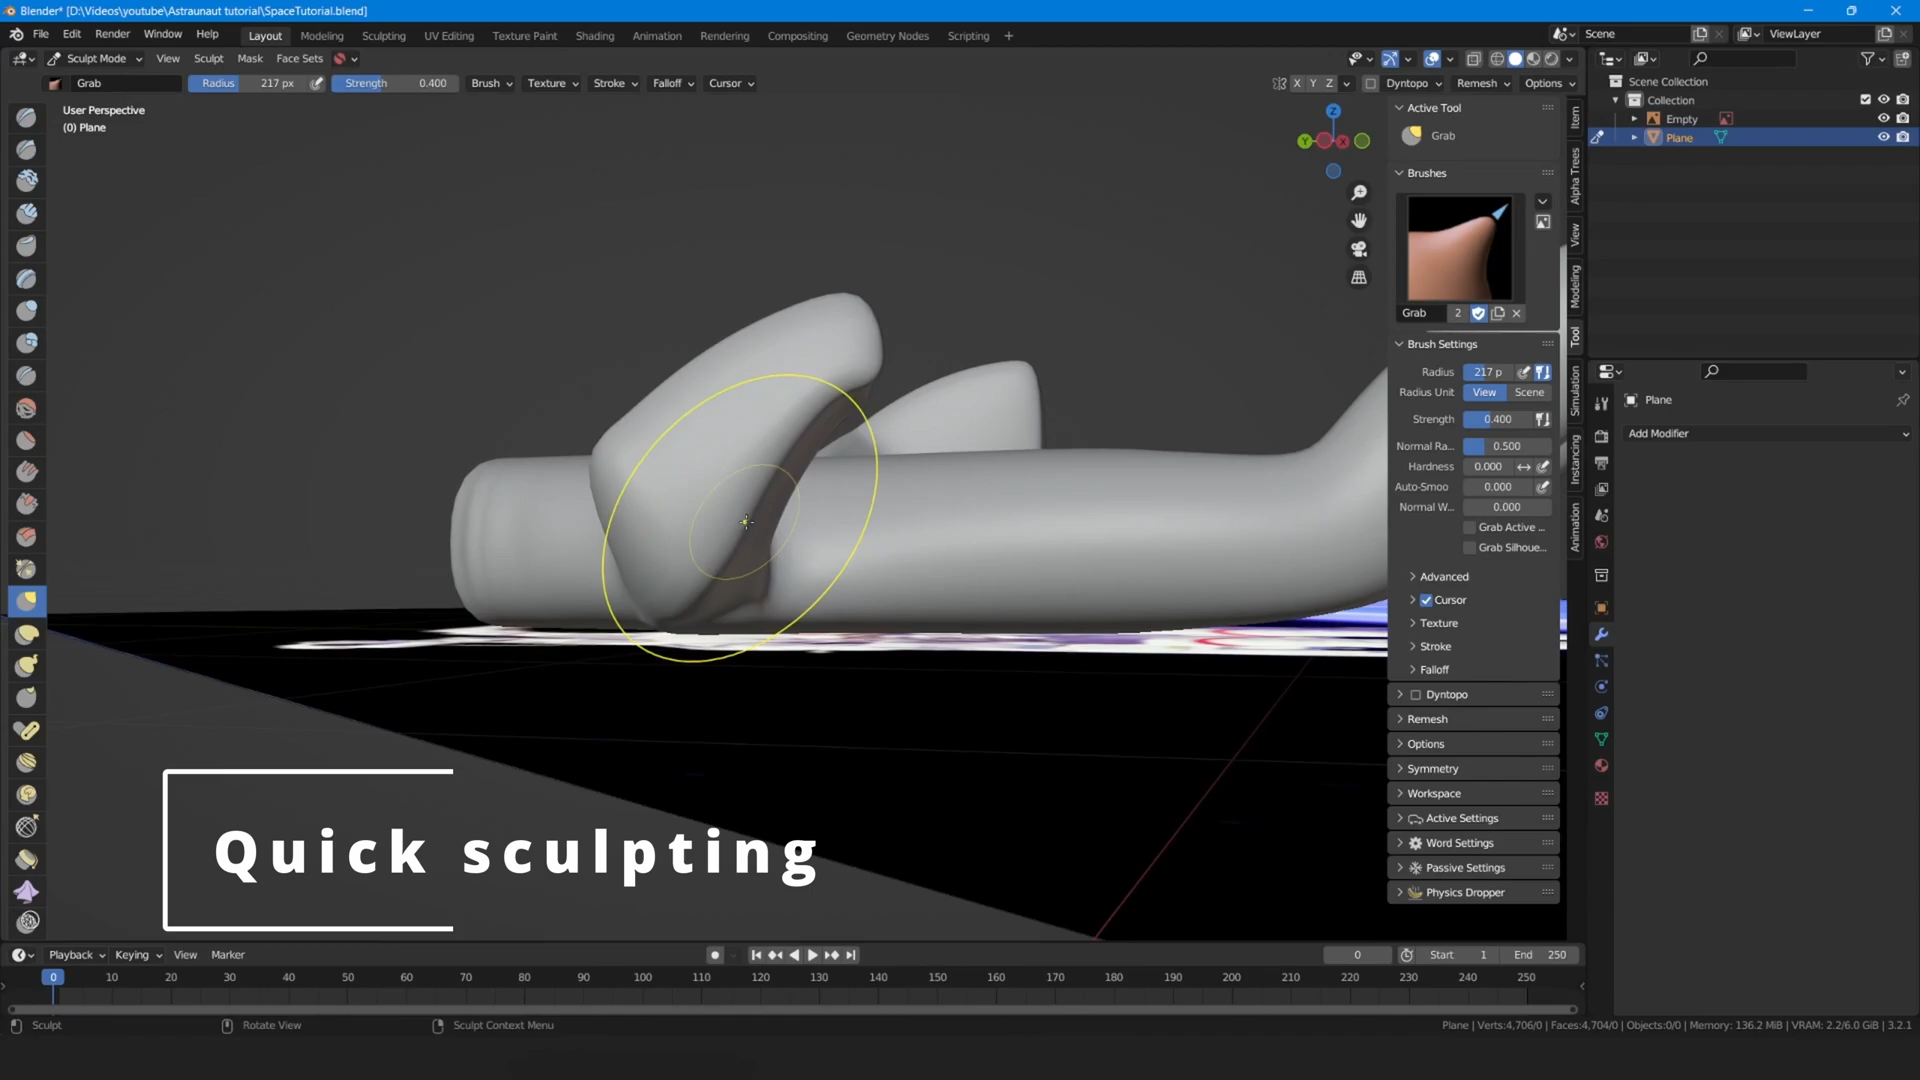 Blender* [D:\Videos\youtube\Astraunaut tutorial\SpaceTutorial.blend]
File Edit Render Window Help Layout Modeling Sculpting UV Editing Texture Paint Shading Animation Rendering Compositing Geometry Nodes Scripting + Scene ViewLayer
Sculpt Mode View Sculpt Mask Face Sets
Grab Radius 217 px Strength 0.400 Brush Texture Stroke Falloff Cursor X Y Z Dyntopo Remesh Options
User Perspective
(0) Plane
Z
Y
X
Active Tool
Grab
Brushes
Grab 2
Brush Settings
Radius 217 p
Radius Unit View Scene
Strength 0.400
Normal Ra... 0.500
Hardness 0.000
Auto-Smoo 0.000
Normal W... 0.000
Grab Active ...
Grab Silhoue...
Advanced
Cursor
Texture
Stroke
Falloff
Dyntopo
Remesh
Options
Symmetry
Workspace
Active Settings
Word Settings
Passive Settings
Physics Dropper
Item
Alpha Trees
View
Modeling
Tool
Simulation
Instancing
Animation
Scene Collection
Collection
Empty
Plane
Plane
Add Modifier
Quick sculpting
Playback Keying View Marker 0 Start 1 End 250
0 10 20 30 40 50 60 70 80 90 100 110 120 130 140 150 160 170 180 190 200 210 220 230 240 250
Sculpt Rotate View Sculpt Context Menu Plane | Verts:4,706/0 | Faces:4,704/0 | Objects:0/0 | Memory: 136.2 MiB | VRAM: 2.2/6.0 GiB | 3.2.1